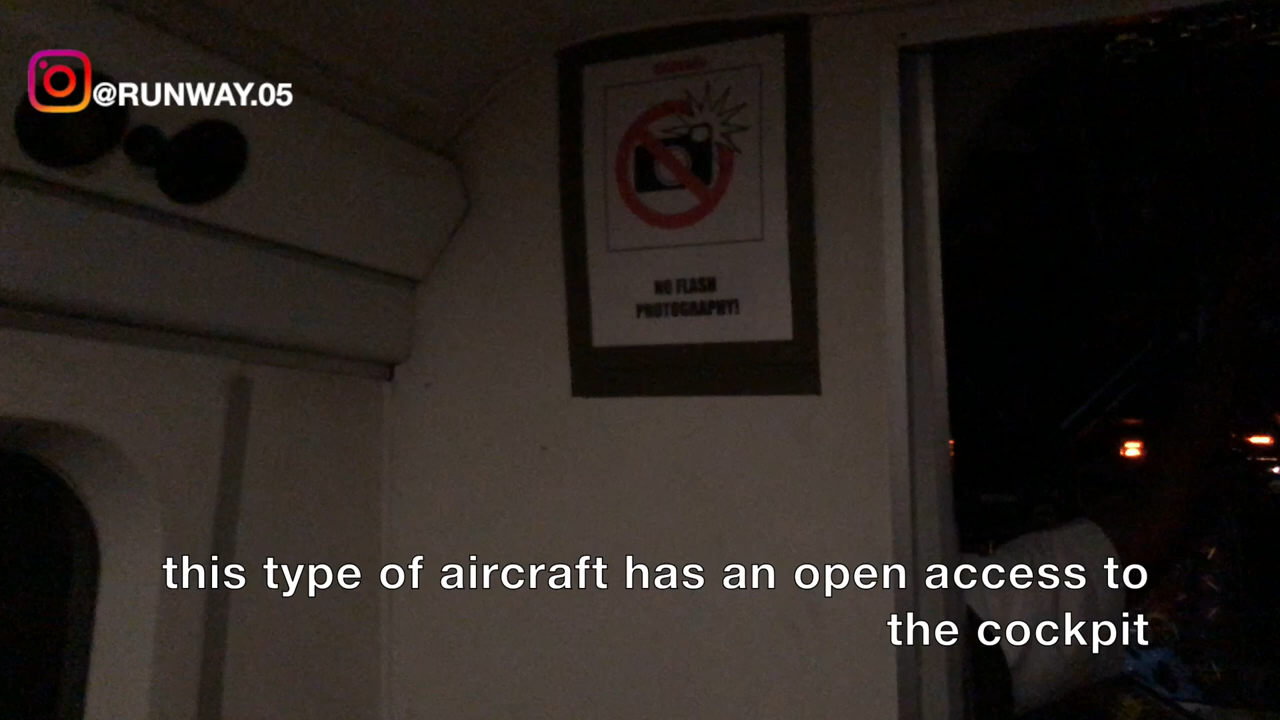 @RUNWAY.05
NO FLASH
PHOTOGRAPHY!
this type of aircraft has an open access to
the cockpit